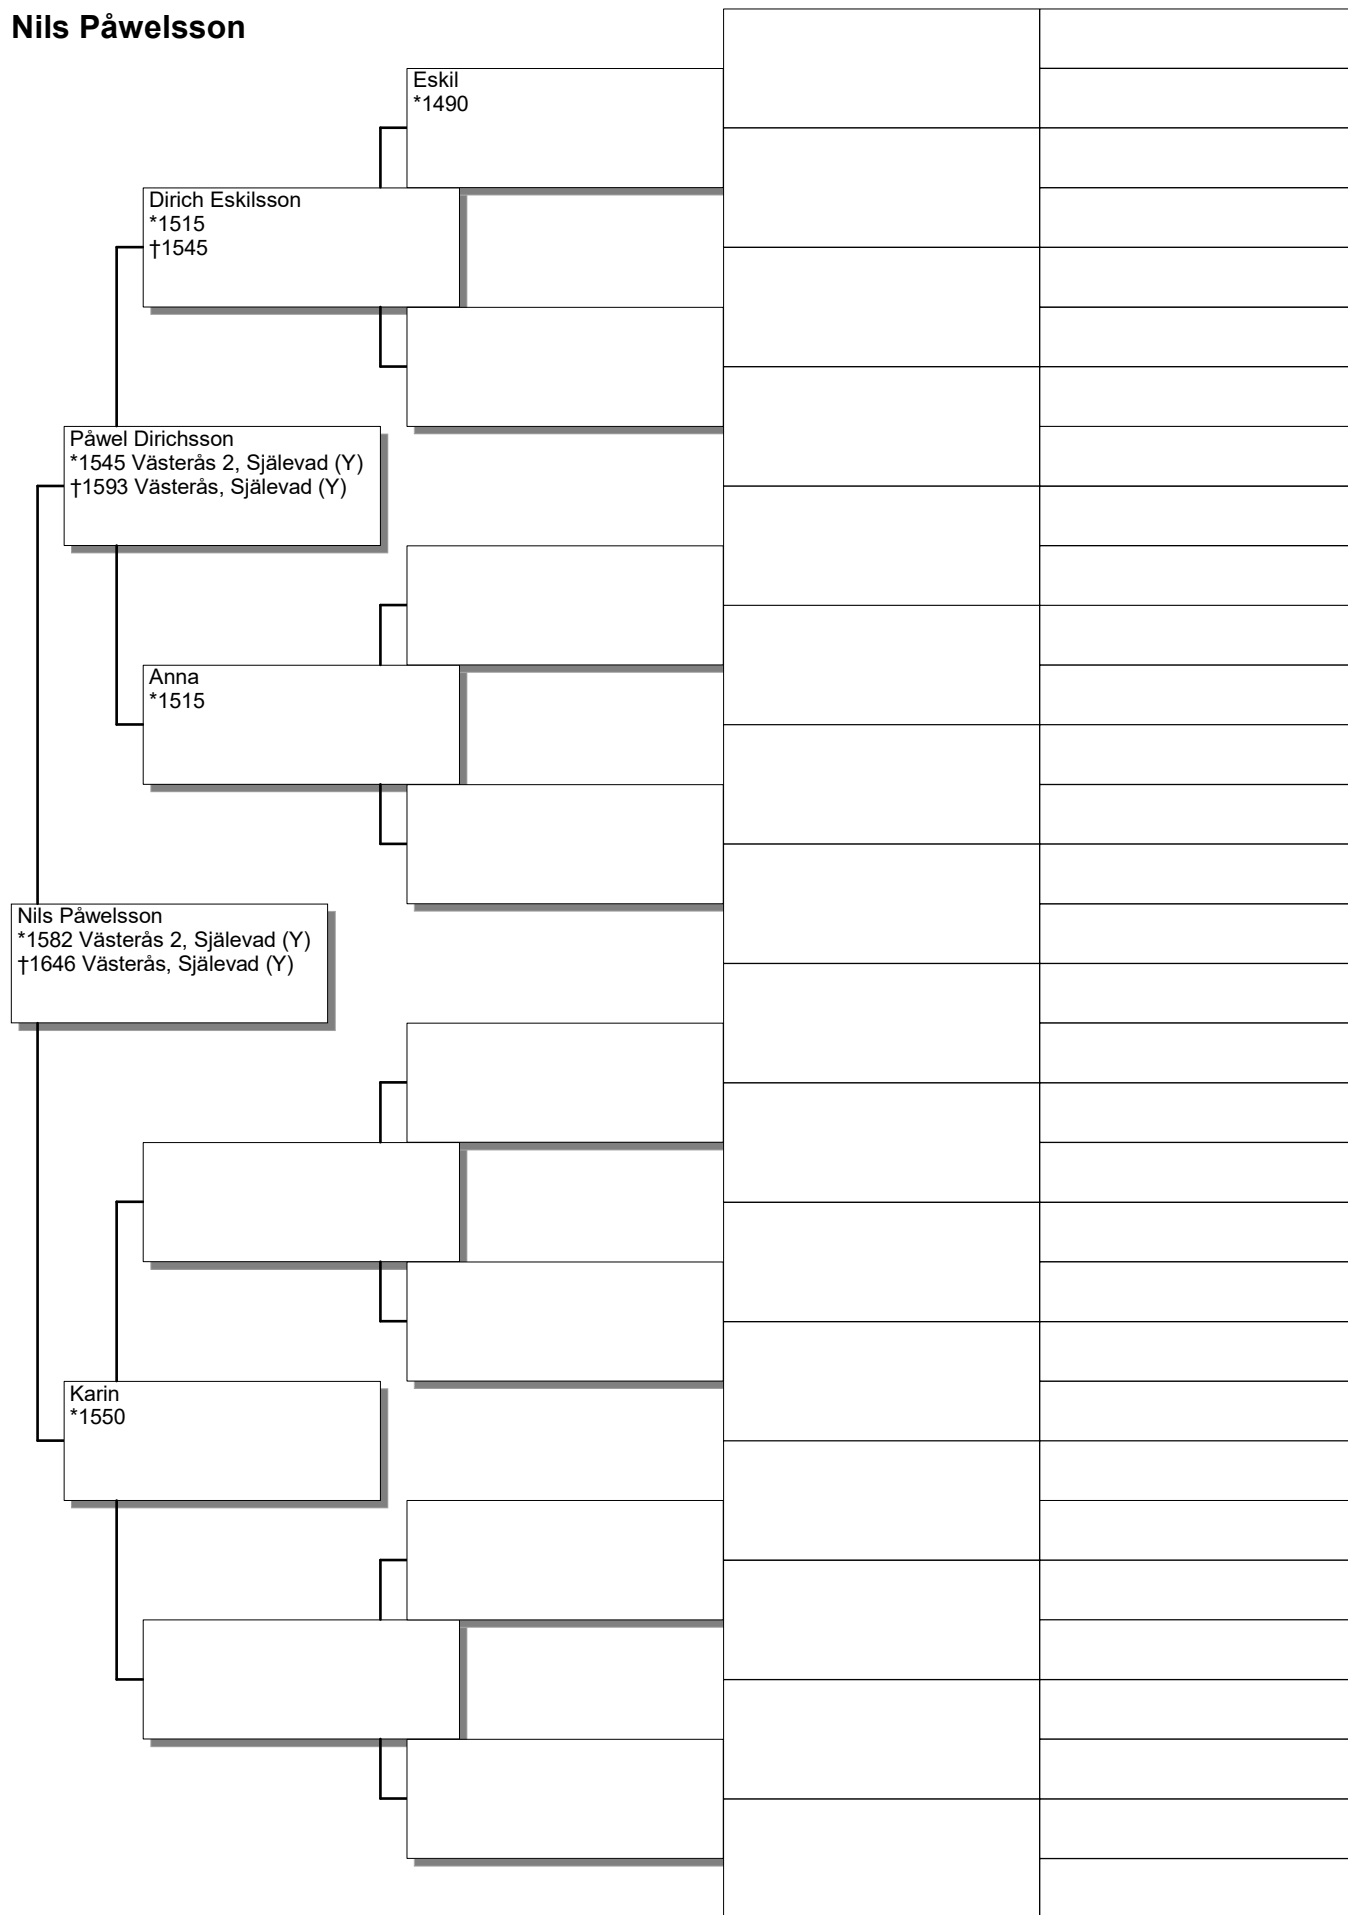 Nils Påwelsson
Eskil
*1490
Dirich Eskilsson
*1515
†1545
Påwel Dirichsson
*1545 Västerås 2, Själevad (Y)
†1593 Västerås, Själevad (Y)
Anna
*1515
Nils Påwelsson
*1582 Västerås 2, Själevad (Y)
†1646 Västerås, Själevad (Y)
Karin
*1550